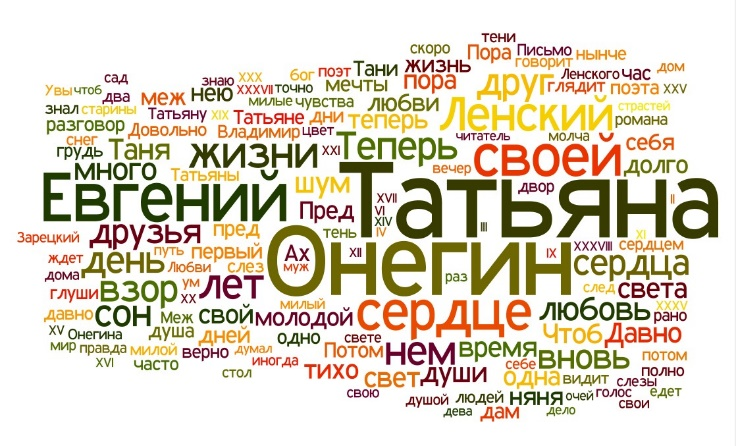 тени
скоро Пора Письмо нынче
бог поэт Тани жизнь говорит дом
сад знаю XXX Ленского час
Увы чтоб нею XXXVII точно мечты пора друг глядит поэта XXV
два меж милые чувства любви
знал старины Татьяну XIX Татьяне дни теперь Ленский страстей
разговор Довольно Владимир цвет романа
снег читатель молча себя
грудь Таня жизни XXI Теперь своей долго
много Татьяны шум вечер двор
Евгений Пред XVII Татьяна II
VI
XIV
тень IV III
Зарецкий друзья пред XI
ждет путь первый Ах XII Онегин IX XXXVIII сердцем
дома день Любви слез муж сердца
глуши взор ум лет раз след света
XX милый
давно сон Меж свой молодой сердце любовь XXXV рано
XV Онегина душа дней одно свете Чтоб Давно
мир правда милой верно думал Потом нем время вновь потом
XVI часто иногда тихо себе полно
стол свет души одна видит слезы
свою няня очей голос едет
душой людей свои
дева дам дело